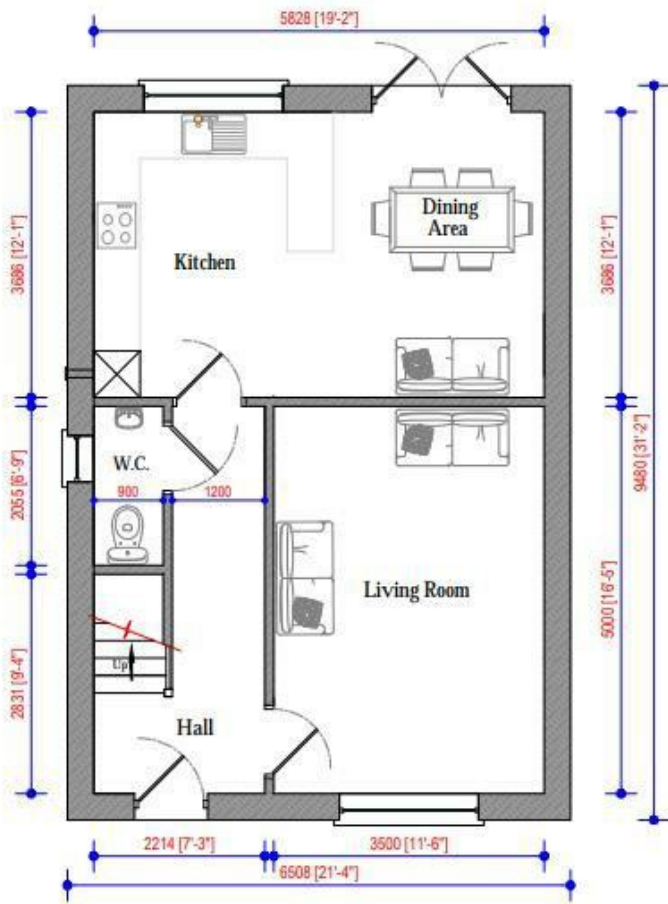 5828 [19'-2"]
3686 [12'-1"]
Dining
Area
Kitchen
3686 [12'-1"]
9480 [31'-2"]
2055 [6'-9"]
W.C.
900
1200
Living Room
5000 [16'-5"]
2831 [9'-4"]
Up
Hall
2214 [7'-3"]
3500 [11'-6"]
6508 [21'-4"]